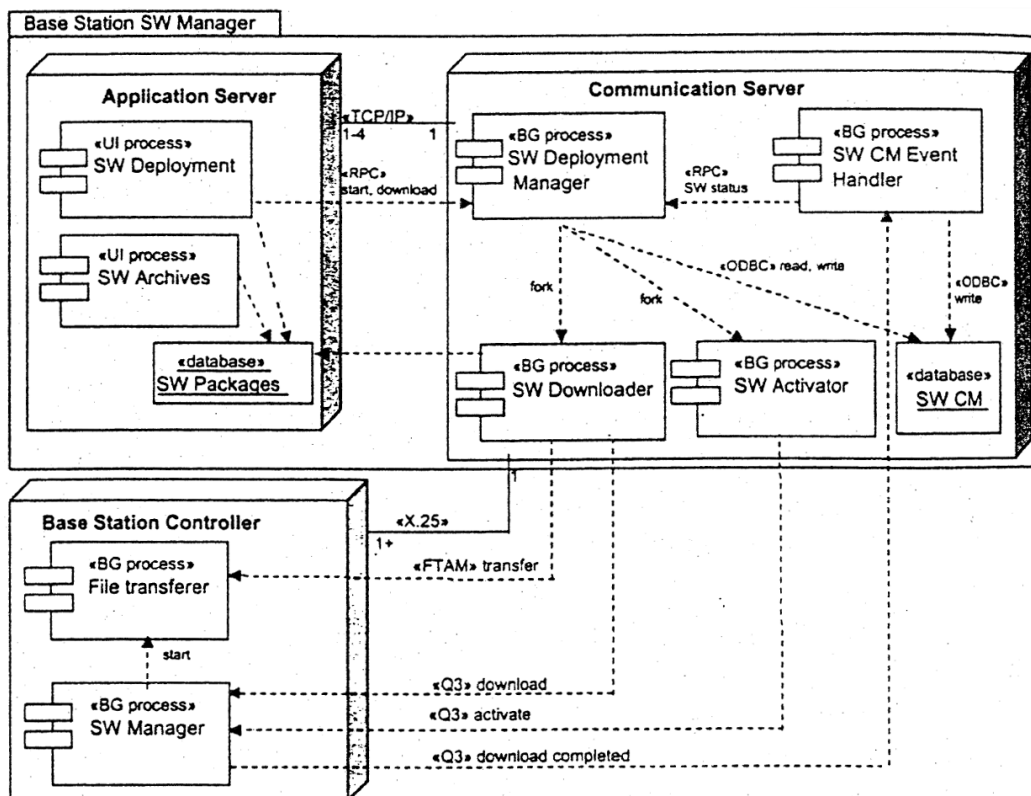 Base Station SW Manager
Application Server
«UI process»
SW Deployment
«UI process»
SW Archives
«database»
SW Packages
«TCP/IP»
1-4
1
«RPC»
start, download
Communication Server
«BG process»
SW Deployment
Manager
«RPC»
SW status
«BG process»
SW CM Event
Handler
fork
fork
«ODBC» read, write
«ODBC»
write
«BG process»
SW Downloader
«BG process»
SW Activator
«database»
SW CM
1
«X.25»
1+
Base Station Controller
«BG process»
File transferer
«FTAM» transfer
start
«BG process»
SW Manager
«Q3» download
«Q3» activate
«Q3» download completed